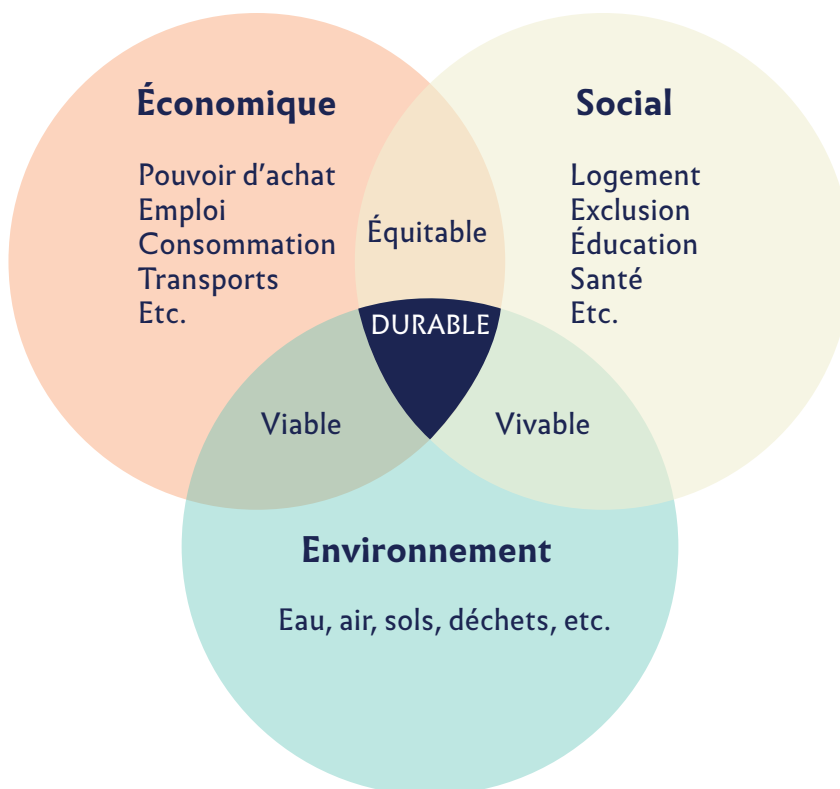 Économique
Pouvoir d'achat
Emploi
Consommation
Transports
Etc.
Social
Logement
Exclusion
Éducation
Santé
Etc.
Équitable
DURABLE
Viable
Vivable
Environnement
Eau, air, sols, déchets, etc.